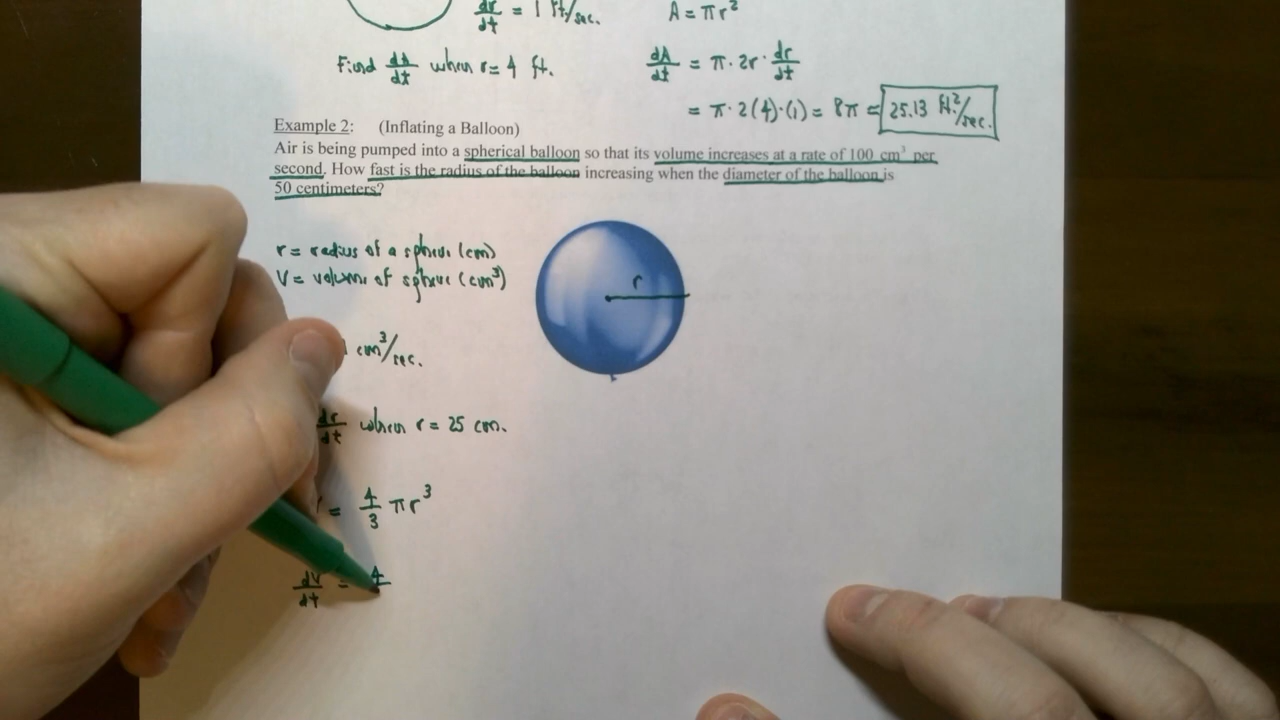 dr/dt = 1 ft/sec.
A = πr²
Find dA/dt when r = 4 ft.
dA/dt = π · 2r · dr/dt
= π · 2(4) · (1) = 8π = 25.13 ft²/sec.
Example 2: (Inflating a Balloon)
Air is being pumped into a spherical balloon so that its volume increases at a rate of 100 cm³ per
second. How fast is the radius of the balloon increasing when the diameter of the balloon is
50 centimeters?
r = radius of a sphere (cm)
V = volume of sphere (cm³)
r
cm³/sec.
dr/dt when r = 25 cm.
= 4/3 πr³
dV/dt = 4